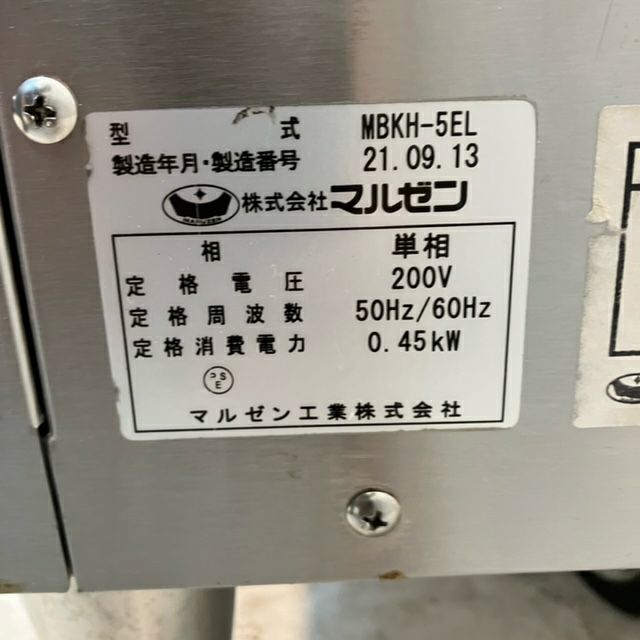 型 式 MBKH-5EL
製造年月・製造番号 21.09.13
株式会社マルゼン
相 単相
定格電圧 200V
定格周波数 50Hz/60Hz
定格消費電力 0.45kW
マルゼン工業株式会社